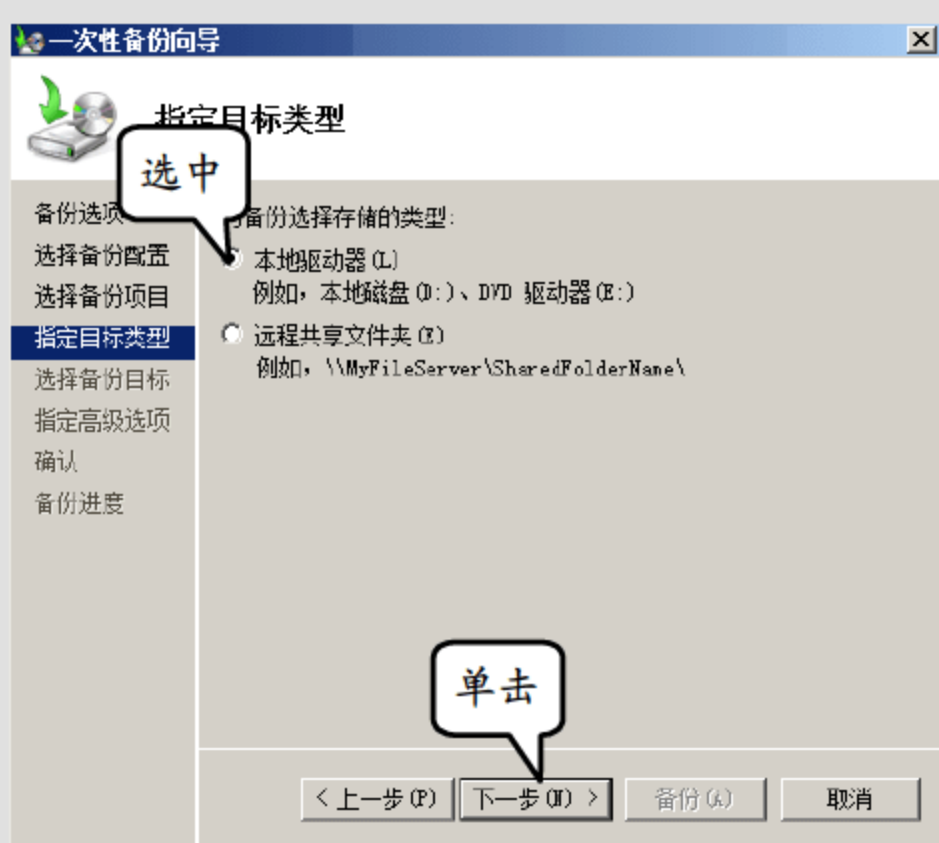 一次性备份向导
指定目标类型
选中
备份选项
选择备份配置
选择备份项目
指定目标类型
选择备份目标
指定高级选项
确认
备份进度
备份选择存储的类型:
本地驱动器(L)
例如，本地磁盘(D:)、DVD 驱动器(E:)
远程共享文件夹(R)
例如，\\MyFileServer\SharedFolderName\
单击
< 上一步(P)
下一步(N) >
备份(A)
取消